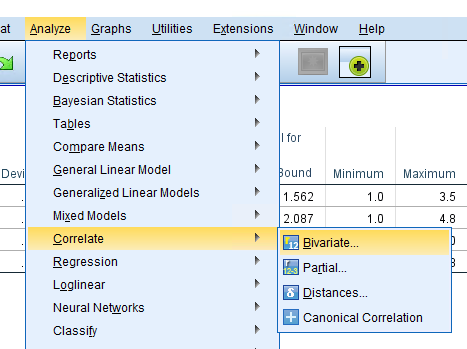 at Analyze Graphs Utilities Extensions Window Help
Reports
Descriptive Statistics
Bayesian Statistics
Tables
Compare Means
General Linear Model
Generalized Linear Models
Mixed Models
Correlate
Regression
Loglinear
Neural Networks
Classify
Bivariate...
Partial...
Distances...
Canonical Correlation
l for
Devi Bound Minimum Maximum
. 1.562 1.0 3.5
. 2.087 1.0 4.8
0
8